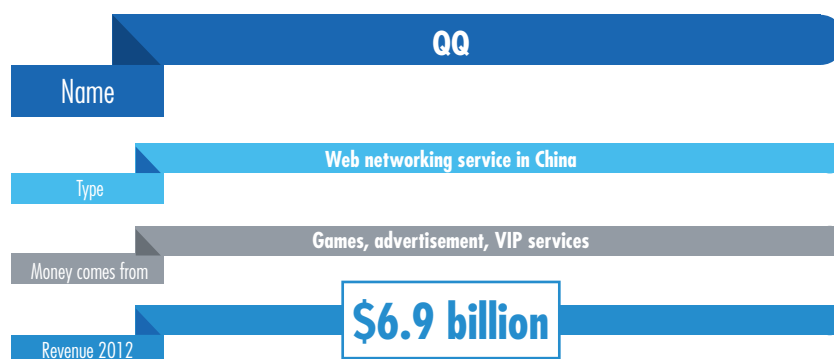 QQ
Name
Web networking service in China
Type
Games, advertisement, VIP services
Money comes from
$6.9 billion
Revenue 2012